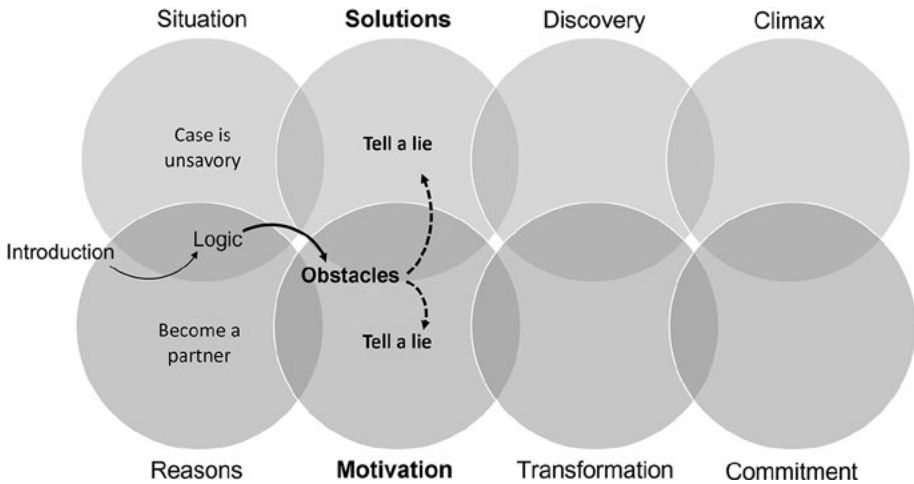 Situation
Solutions
Discovery
Climax
Case is
unsavory
Tell a lie
Introduction
Logic
Obstacles
Become a
partner
Tell a lie
Reasons
Motivation
Transformation
Commitment